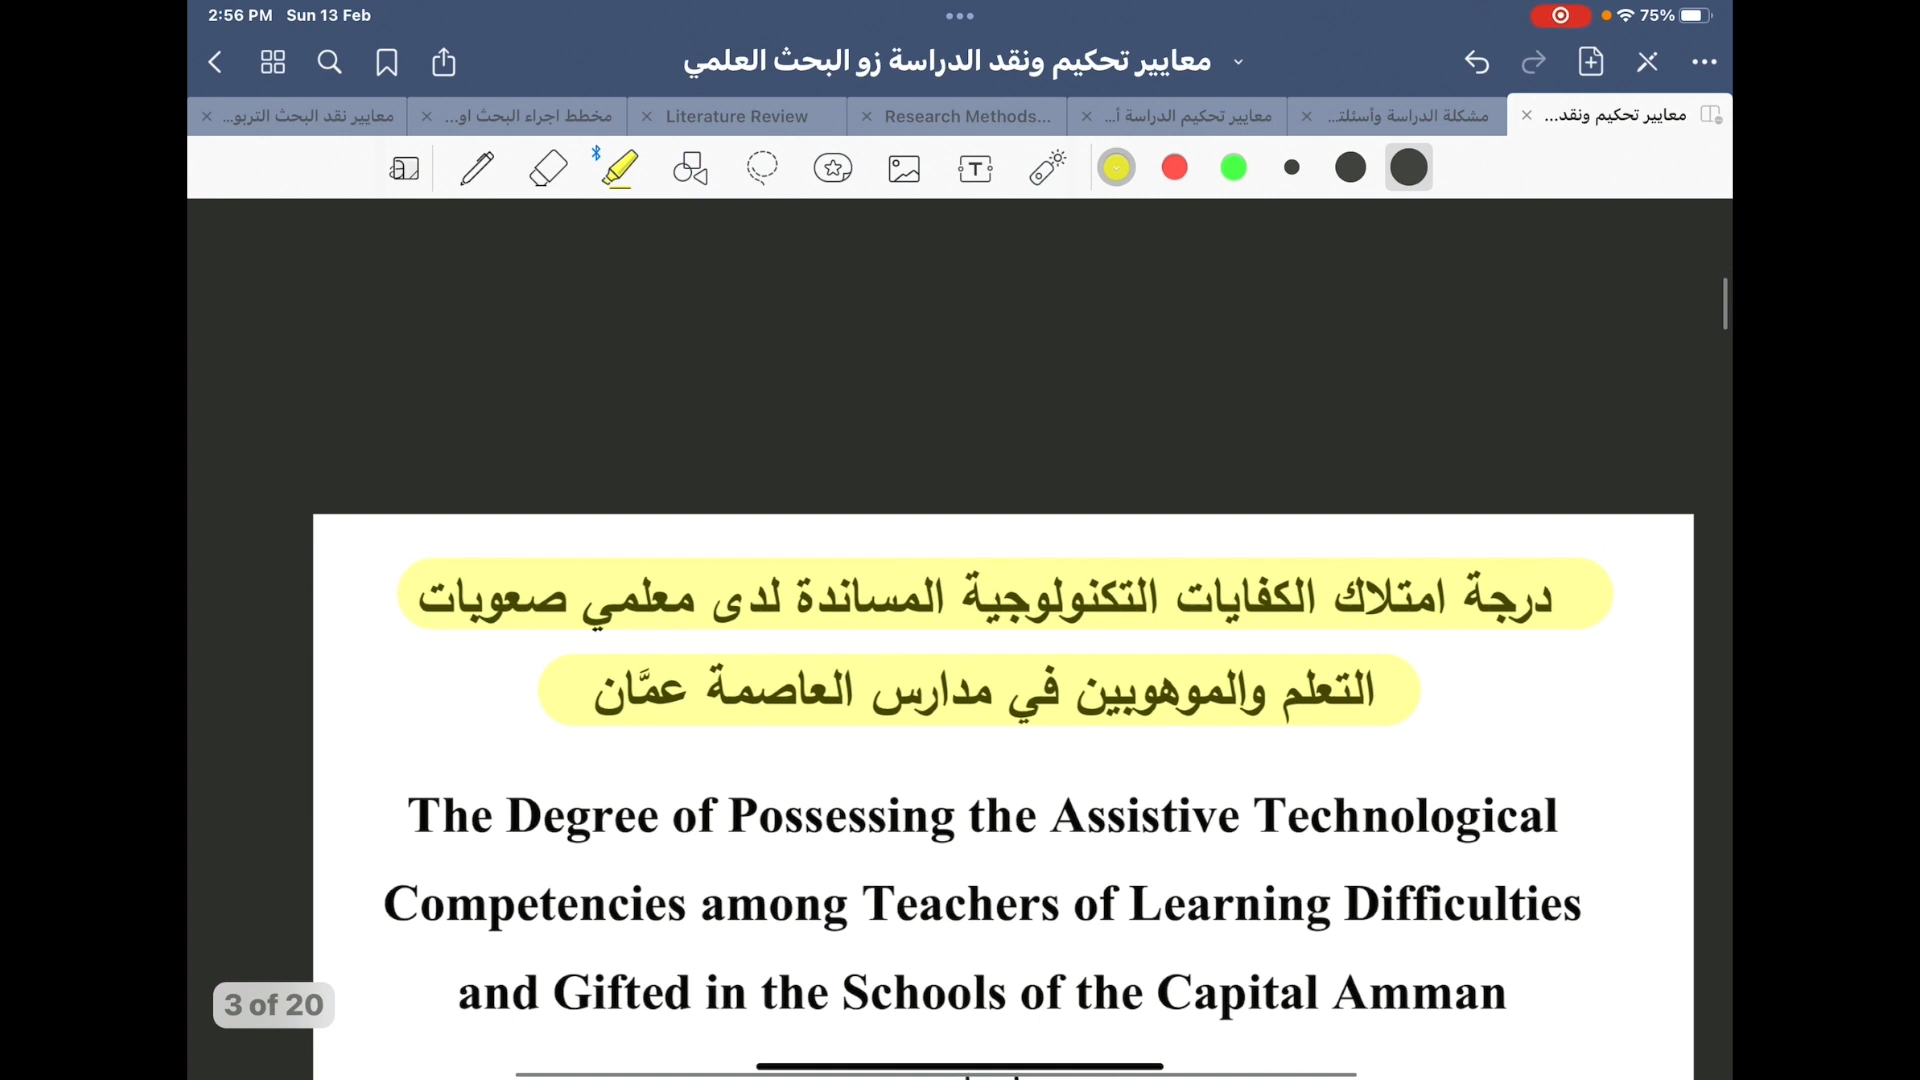 2:56 PM Sun 13 Feb
75%
معايير تحكيم ونقد الدراسة زو البحث العلمي
معايير نقد البحث التربو...
مخطط اجراء البحث او...
Literature Review
Research Methods...
معايير تحكيم الدراسة أ...
مشكلة الدراسة وأسئلتـ...
معايير تحكيم ونقد...
درجة امتلاك الكفايات التكنولوجية المساندة لدى معلمي صعوبات
التعلم والموهوبين في مدارس العاصمة عمَّان
The Degree of Possessing the Assistive Technological
Competencies among Teachers of Learning Difficulties
and Gifted in the Schools of the Capital Amman
3 of 20